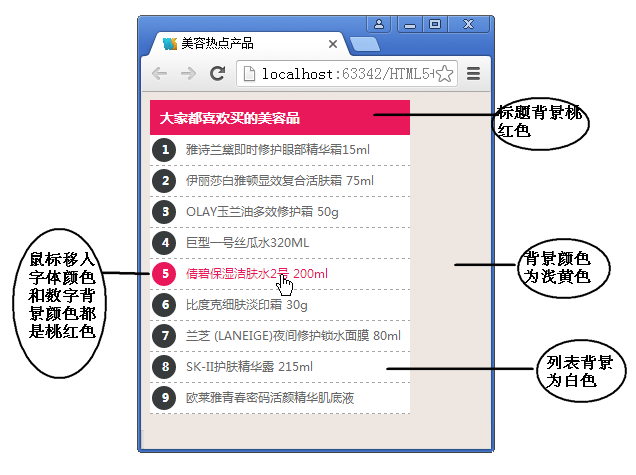 美容热点产品
localhost:63342/HTML5
大家都喜欢买的美容品
1 雅诗兰黛即时修护眼部精华霜15ml
2 伊丽莎白雅顿显效复合活肤霜 75ml
3 OLAY玉兰油多效修护霜 50g
4 巨型一号丝瓜水320ML
5 倩碧保湿洁肤水2号 200ml
6 比度克细肤淡印霜 30g
7 兰芝 (LANEIGE)夜间修护锁水面膜 80ml
8 SK-II护肤精华露 215ml
9 欧莱雅青春密码活颜精华肌底液
标题背景桃
红色
背景颜色
为浅黄色
列表背景
为白色
鼠标移入
字体颜色
和数字背
景颜色都
是桃红色